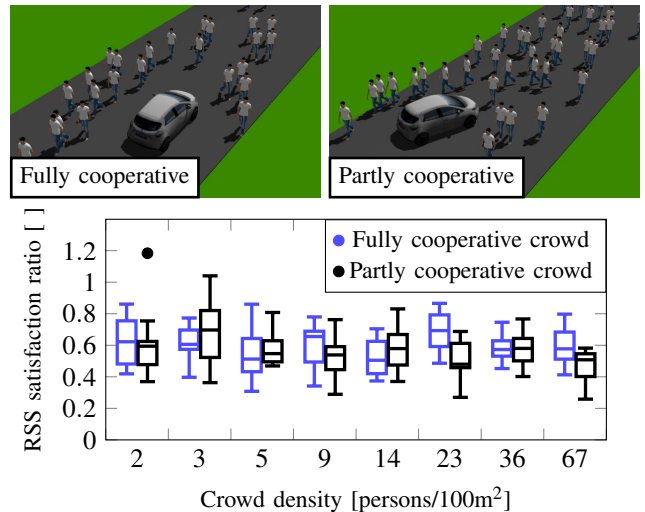 Fully cooperative
Partly cooperative
RSS satisfaction ratio [ ]
1.2
1
0.8
0.6
0.4
0.2
0
Fully cooperative crowd
Partly cooperative crowd
2 3 5 9 14 23 36 67
Crowd density [persons/100m²]